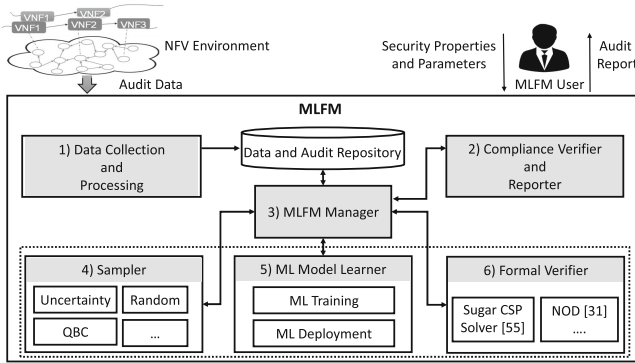 VNF1 VNF2
VNF1 VNF2 VNF3
NFV Environment
Audit Data
Security Properties
and Parameters
MLFM User
Audit
Report
MLFM
1) Data Collection
and
Processing
Data and Audit Repository
2) Compliance Verifier
and
Reporter
3) MLFM Manager
4) Sampler
Uncertainty
Random
QBC
...
5) ML Model Learner
ML Training
ML Deployment
6) Formal Verifier
Sugar CSP
Solver [55]
NOD [31]
....